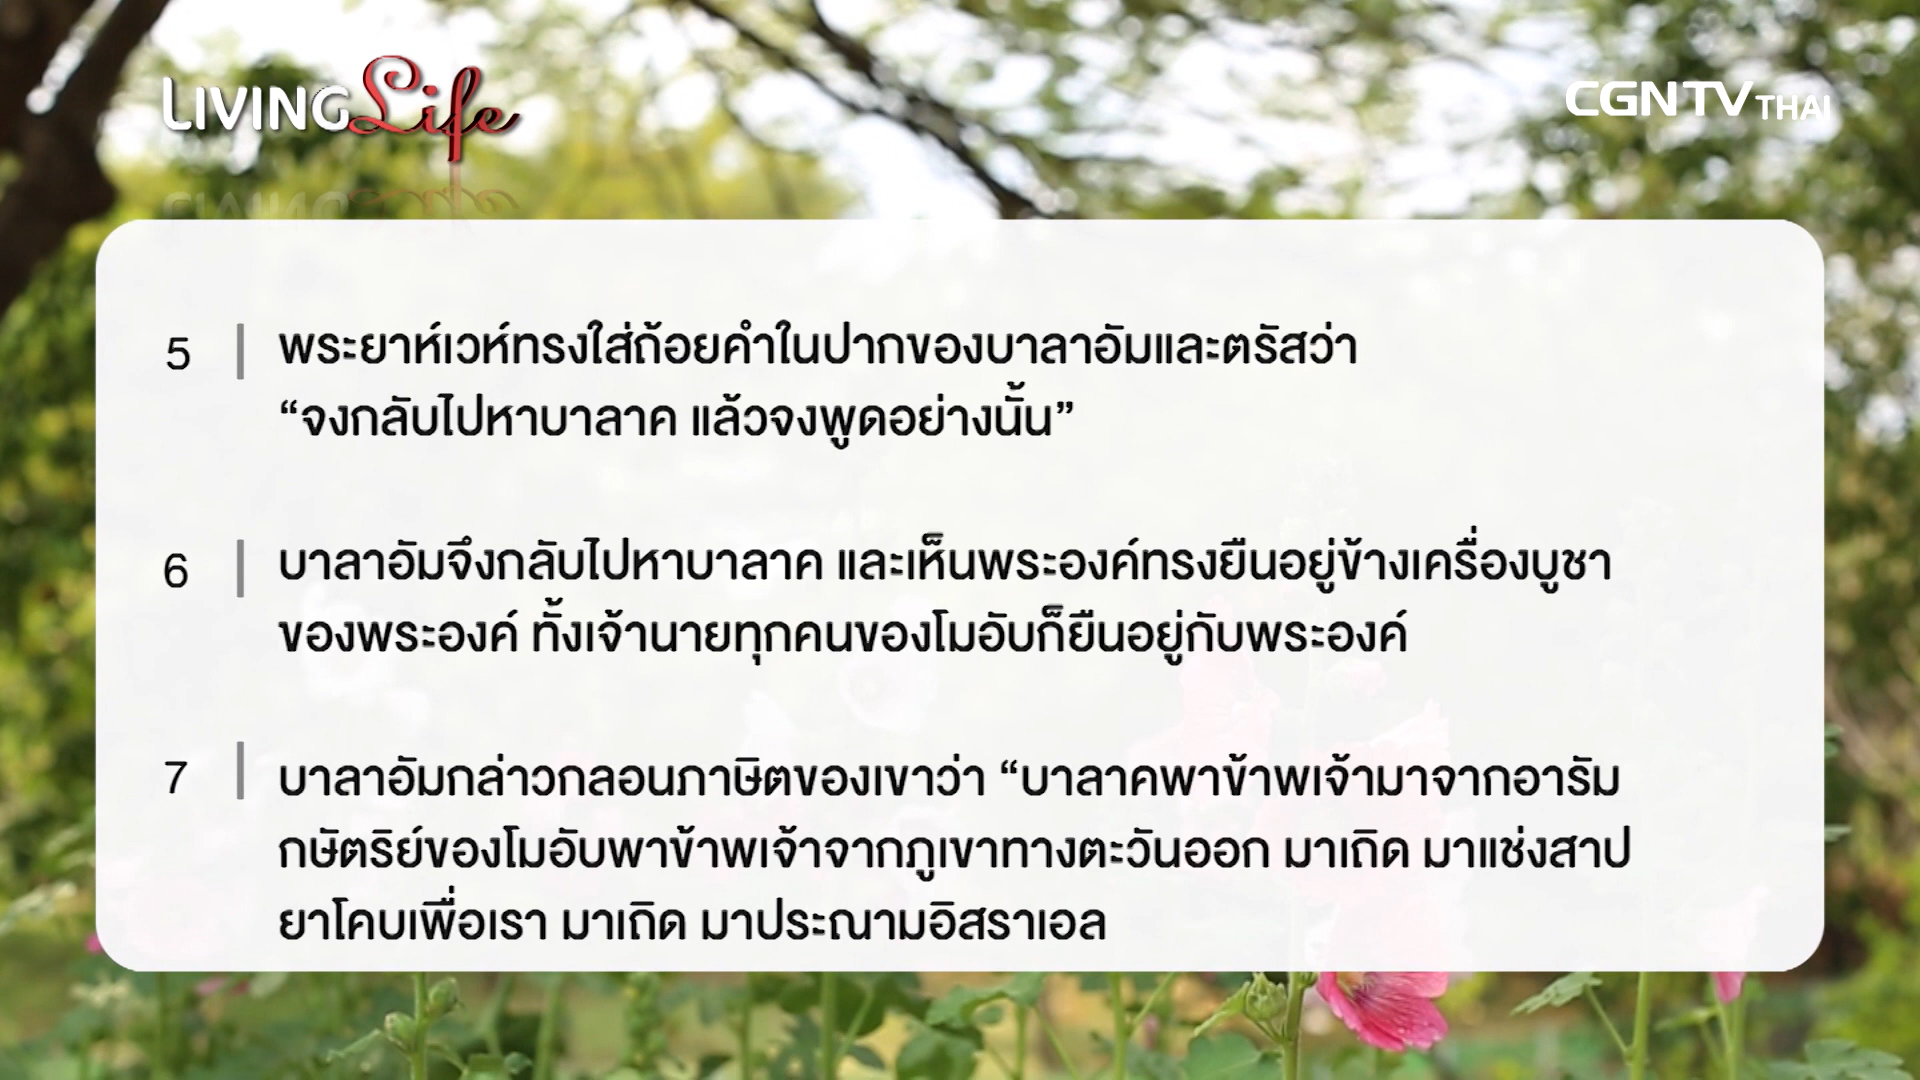 LIVING Life
CGNTV THAI
5 พระยาห์เวห์ทรงใส่ถ้อยคำในปากของบาลาอัมและตรัสว่า
“จงกลับไปหาบาลาค แล้วจงพูดอย่างนั้น”
6 บาลาอัมจึงกลับไปหาบาลาค และเห็นพระองค์ทรงยืนอยู่ข้างเครื่องบูชา
ของพระองค์ ทั้งเจ้านายทุกคนของโมอับก็ยืนอยู่กับพระองค์
7 บาลาอัมกล่าวกลอนภาษิตของเขาว่า “บาลาคพาข้าพเจ้ามาจากอารัม
กษัตริย์ของโมอับพาข้าพเจ้าจากภูเขาทางตะวันออก มาเถิด มาแช่งสาป
ยาโคบเพื่อเรา มาเถิด มาประณามอิสราเอล